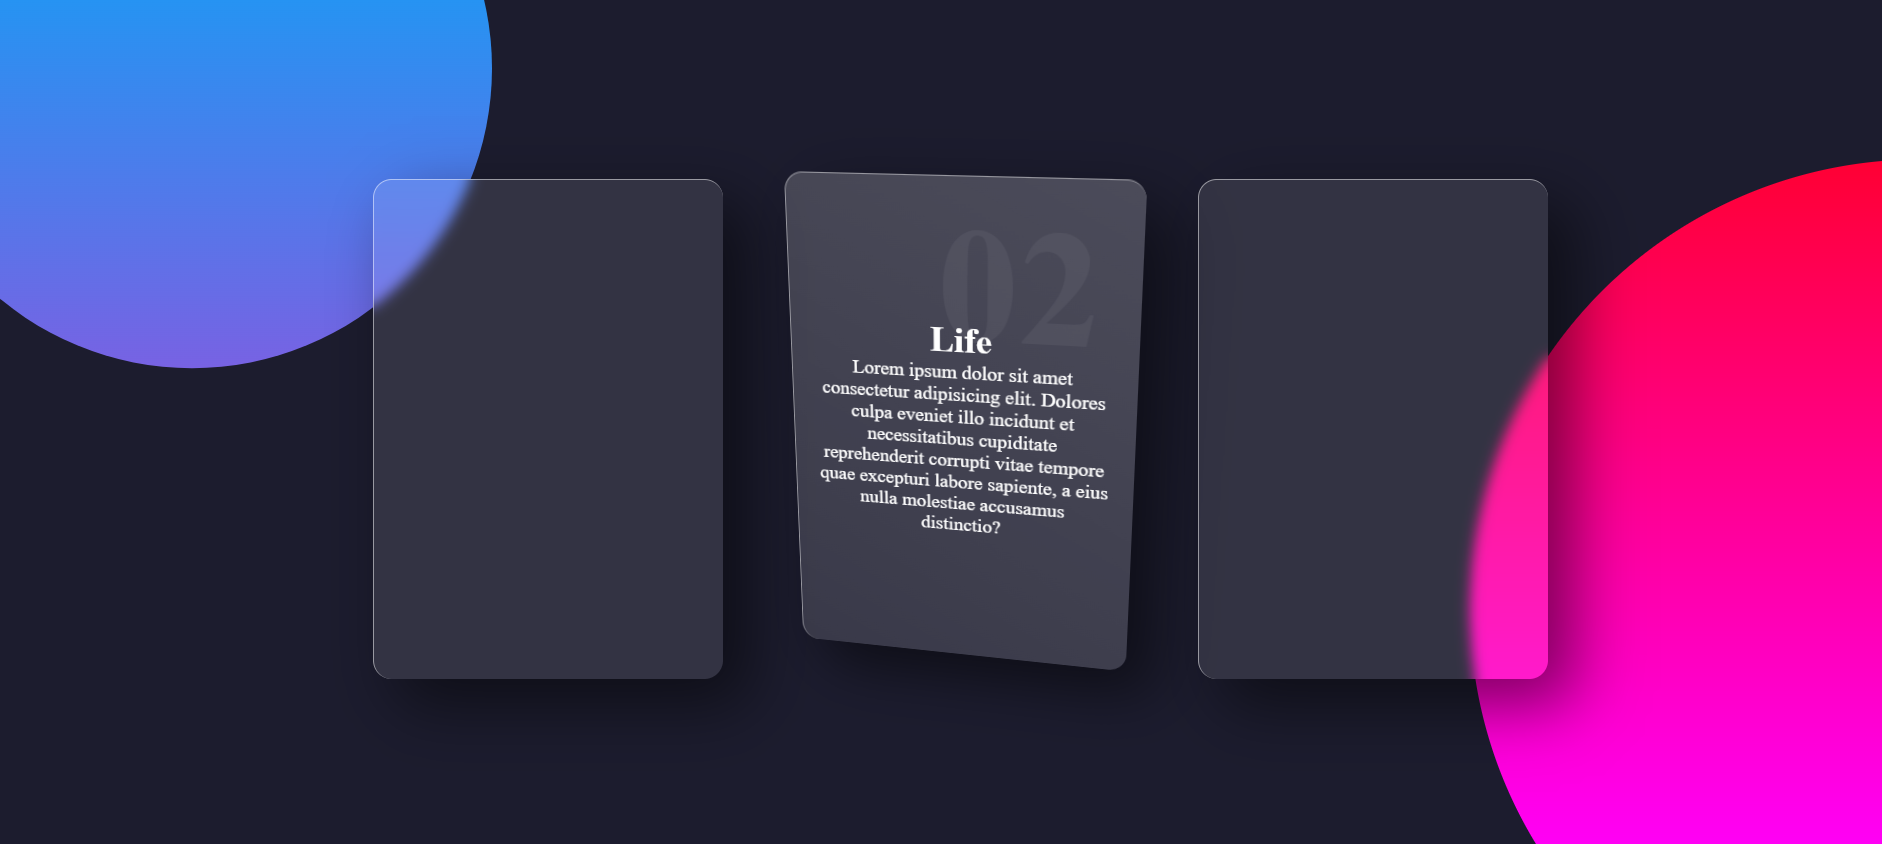 02
Life
Lorem ipsum dolor sit amet
consectetur adipisicing elit. Dolores
culpa eveniet illo incidunt et
necessitatibus cupiditate
reprehenderit corrupti vitae tempore
quae excepturi labore sapiente, a eius
nulla molestiae accusamus
distinctio?